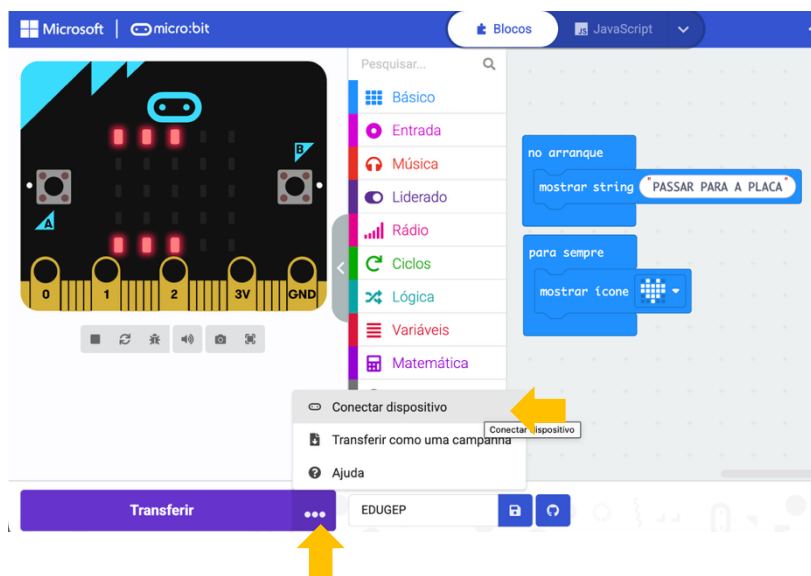 Microsoft | micro:bit
Blocos
JS JavaScript
Pesquisar...
Básico
Entrada
Música
Liderado
Rádio
Ciclos
Lógica
Variáveis
Matemática
B
A
0 1 2 3V GND
no arranque
mostrar string "PASSAR PARA A PLACA"
para sempre
mostrar ícone
Conectar dispositivo
Conectar dispositivo
Transferir como uma campanha
Ajuda
Transferir
EDUGEP